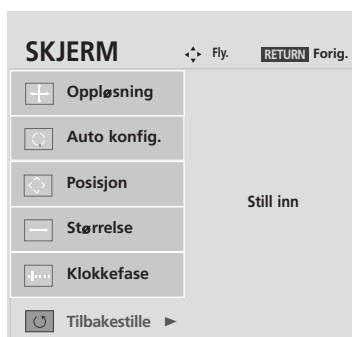 SKJERM Fly. RETURN Forig.
Oppløsning
Auto konfig.
Posisjon
Still inn
Størrelse
Klokkefase
Tilbakestille ►